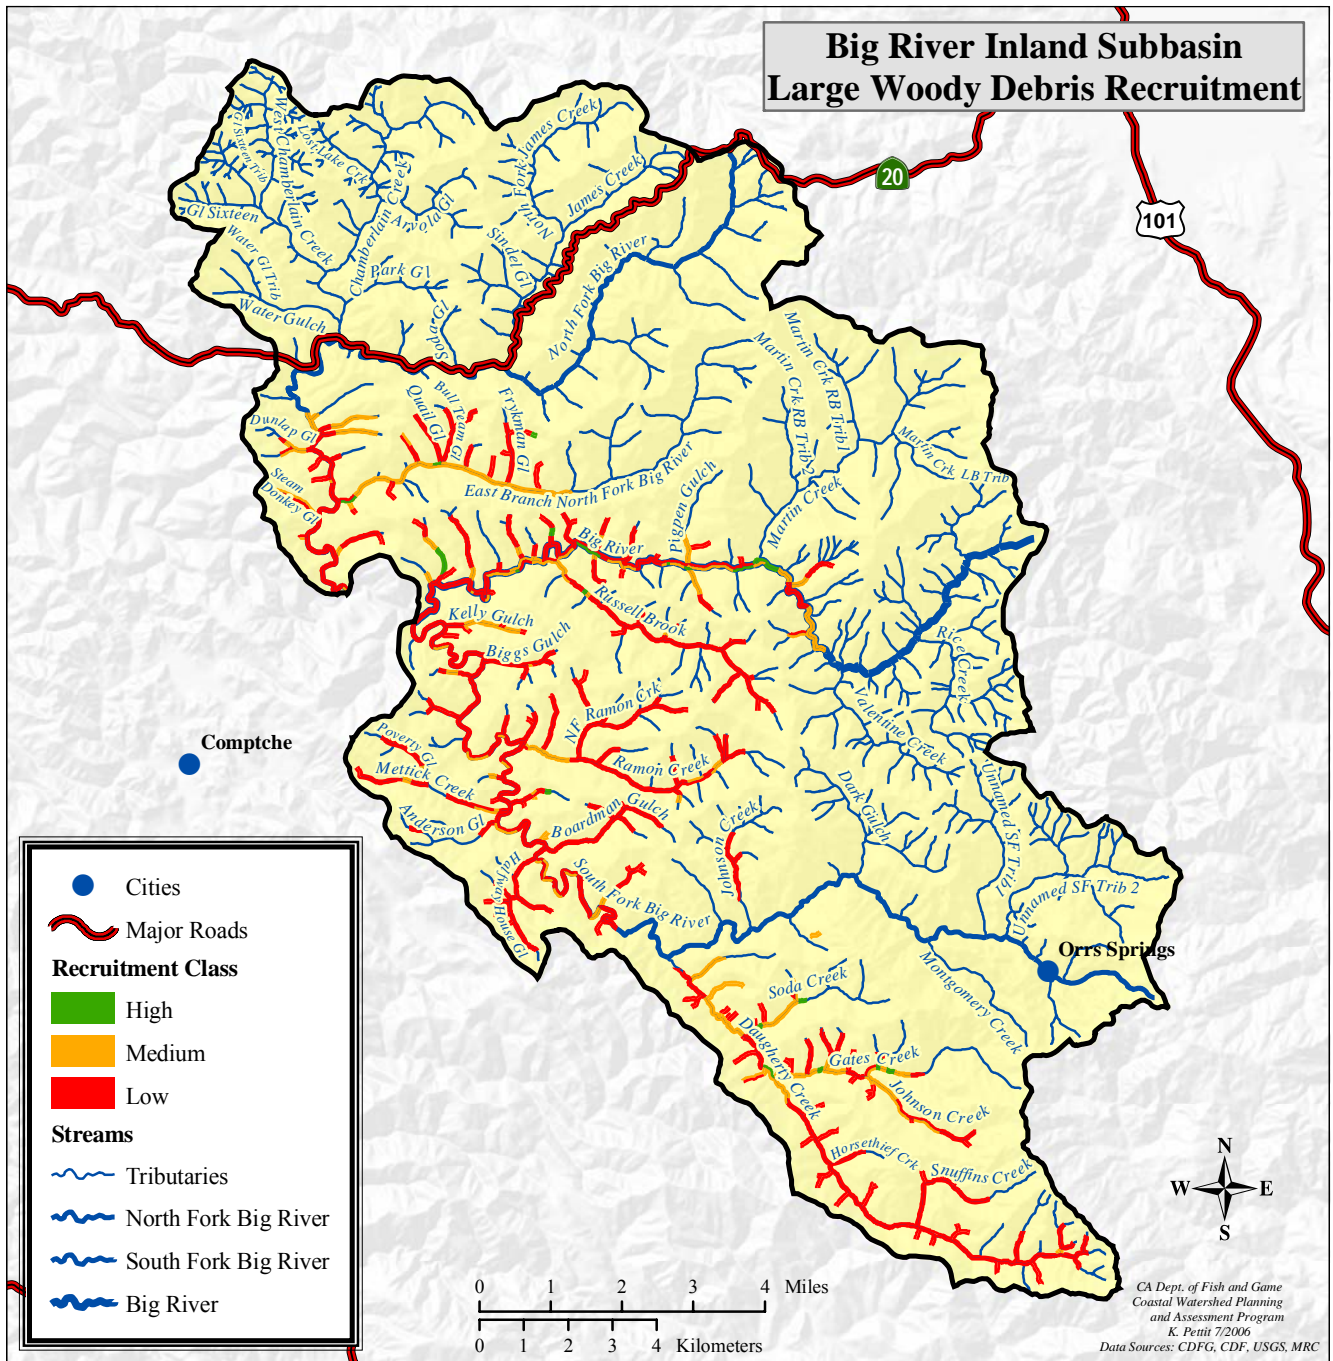 Big River Inland Subbasin
Large Woody Debris Recruitment
20
101
Gl Sixteen Trib
West Chamberlain Creek
Lost Lake Crk
Chamberlain Creek
Arvola Gl
Gl Sixteen
Water Gl Trib
Water Gulch
Park Gl
Soda Gl
Sindel Gl
North Fork James Creek
James Creek
North Fork Big River
Martin Crk RB Trib1
Martin Crk RB Trib 2
Martin Crk LB Trib
Martin Creek
Dunlap Gl
Quail Gl
Bull Team Gl
Frykman Gl
Steam
Donkey Gl
East Branch North Fork Big River
Pigpen Gulch
Big River
Russell Brook
Kelly Gulch
Biggs Gulch
Rice Creek
Valentine Creek
NF Ramon Crk
Ramon Creek
Poverty Gl
Mettick Creek
Anderson Gl
Boardman Gulch
Johnson Creek
Dark Gulch
Unnamed SF Trib1
Unnamed SF Trib 2
Halfway House Gl
South Fork Big River
Comptche
Orrs Springs
Montgomery Creek
Soda Creek
Daugherty Creek
Gates Creek
Johnson Creek
Horsethief Crk
Snuffins Creek
Cities
Major Roads
Recruitment Class
High
Medium
Low
Streams
Tributaries
North Fork Big River
South Fork Big River
Big River
N
W E
S
0 1 2 3 4 Miles
0 1 2 3 4 Kilometers
CA Dept. of Fish and Game
Coastal Watershed Planning
and Assessment Program
K. Pettit 7/2006
Data Sources: CDFG, CDF, USGS, MRC